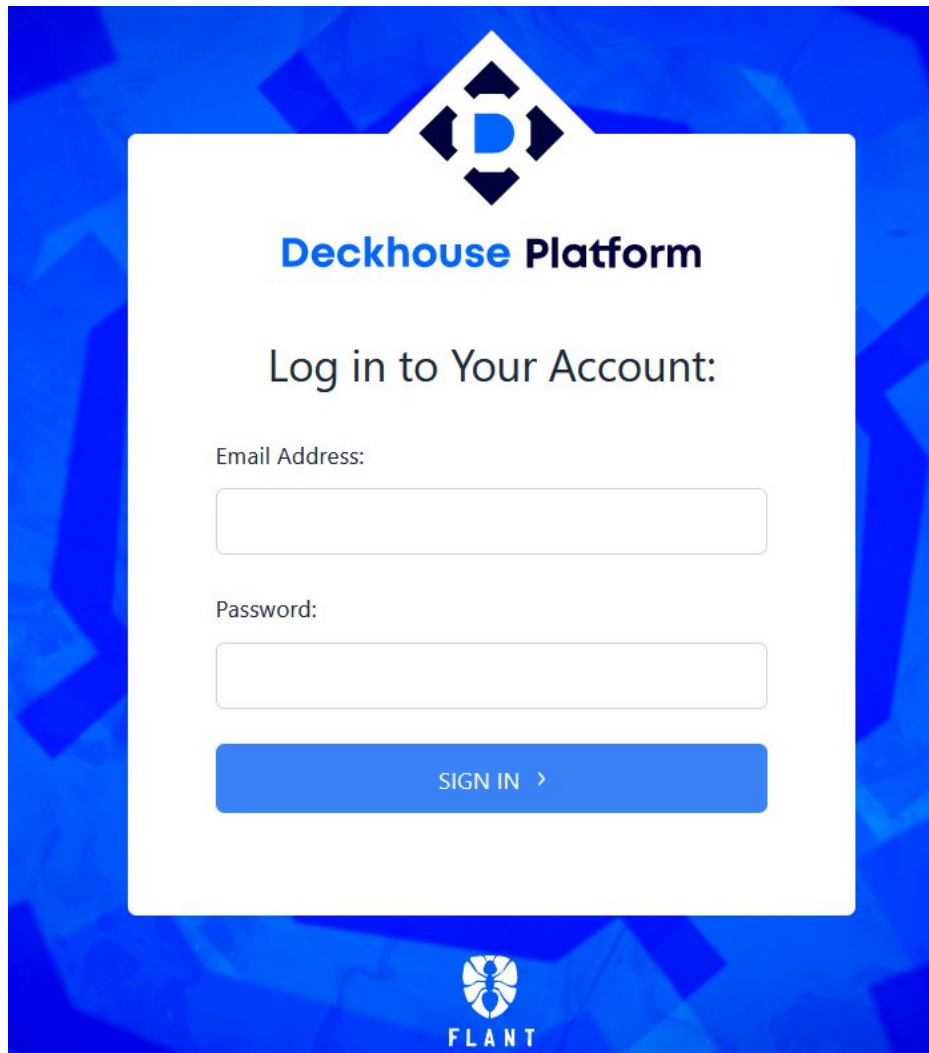 D
Deckhouse Platform
Log in to Your Account:
Email Address:
Password:
SIGN IN ›
FLANT